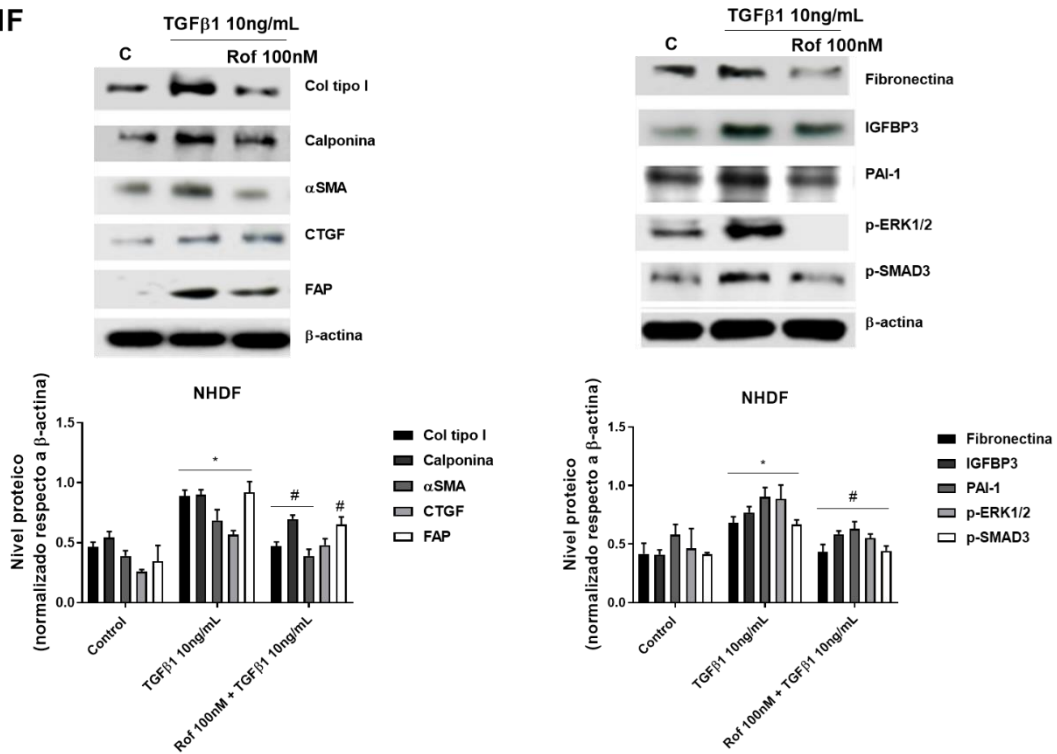 TGFβ1 10ng/mL
C
Rof 100nM
Col tipo I
Calponina
αSMA
CTGF
FAP
β-actina
TGFβ1 10ng/mL
C
Rof 100nM
Fibronectina
IGFBP3
PAI-1
p-ERK1/2
p-SMAD3
β-actina
NHDF
Nivel proteico
(normalizado respecto a β-actina)
1.5
1.0
0.5
0.0
*
#
#
Control
TGFβ1 10ng/mL
Rof 100nM + TGFβ1 10ng/mL
Col tipo I
Calponina
αSMA
CTGF
FAP
NHDF
Nivel proteico
(normalizado respecto a β-actina)
1.5
1.0
0.5
0.0
*
#
Control
TGFβ1 10ng/mL
Rof 100nM + TGFβ1 10ng/mL
Fibronectina
IGFBP3
PAI-1
p-ERK1/2
p-SMAD3